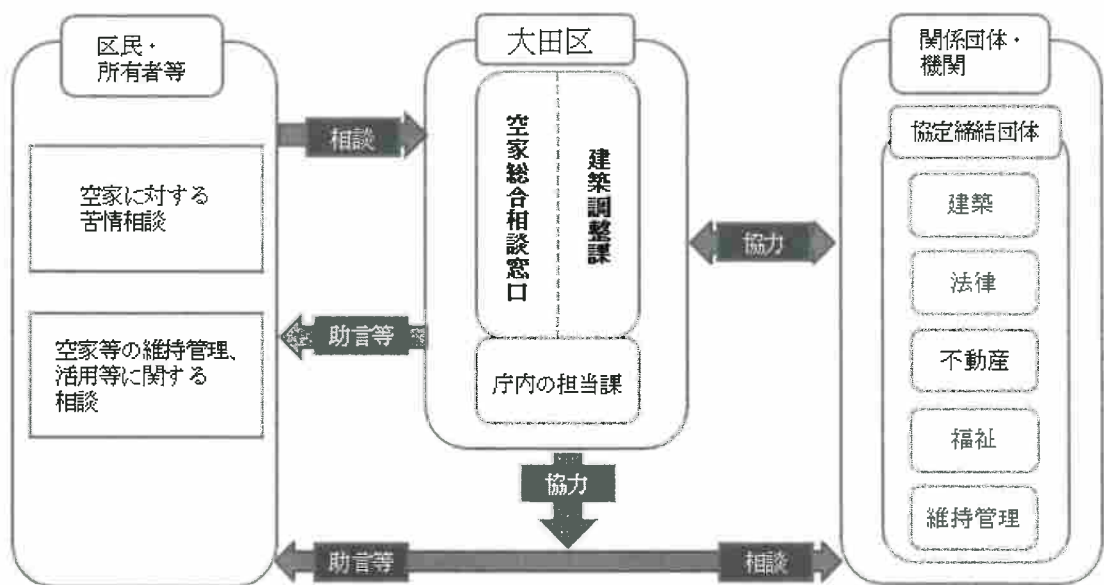 区民・
所有者等
空家に対する
苦情相談
空家等の維持管理、
活用等に関する
相談
相談
助言等
大田区
空家総合相談窓口
建築調整課
庁内の担当課
協力
協力
助言等
相談
関係団体・
機関
協定締結団体
建築
法律
不動産
福祉
維持管理